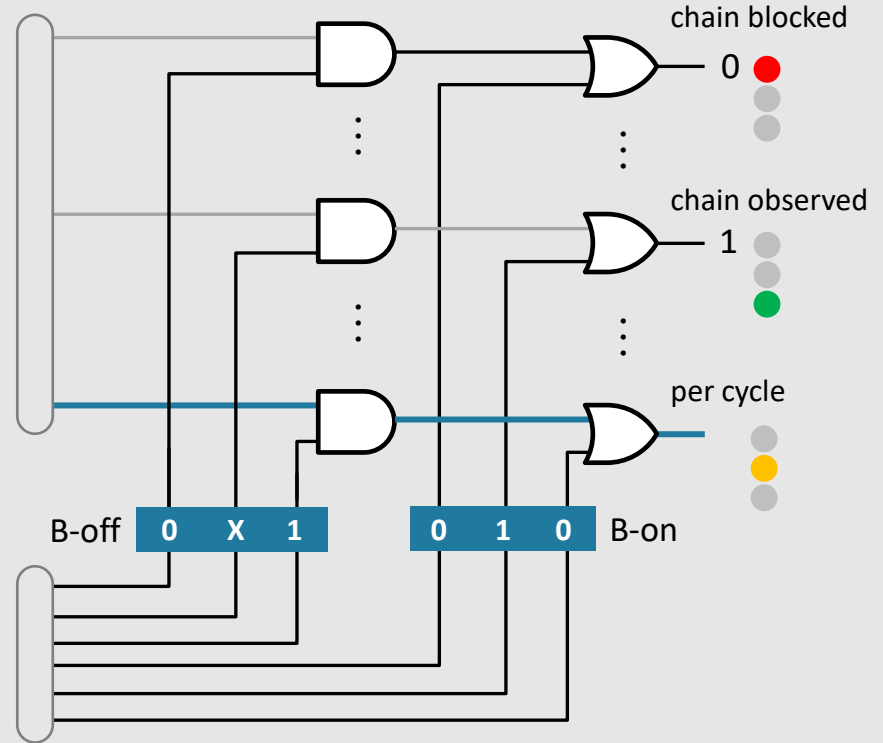 chain blocked
0
chain observed
1
per cycle
B-off 0 X 1 0 1 0 B-on